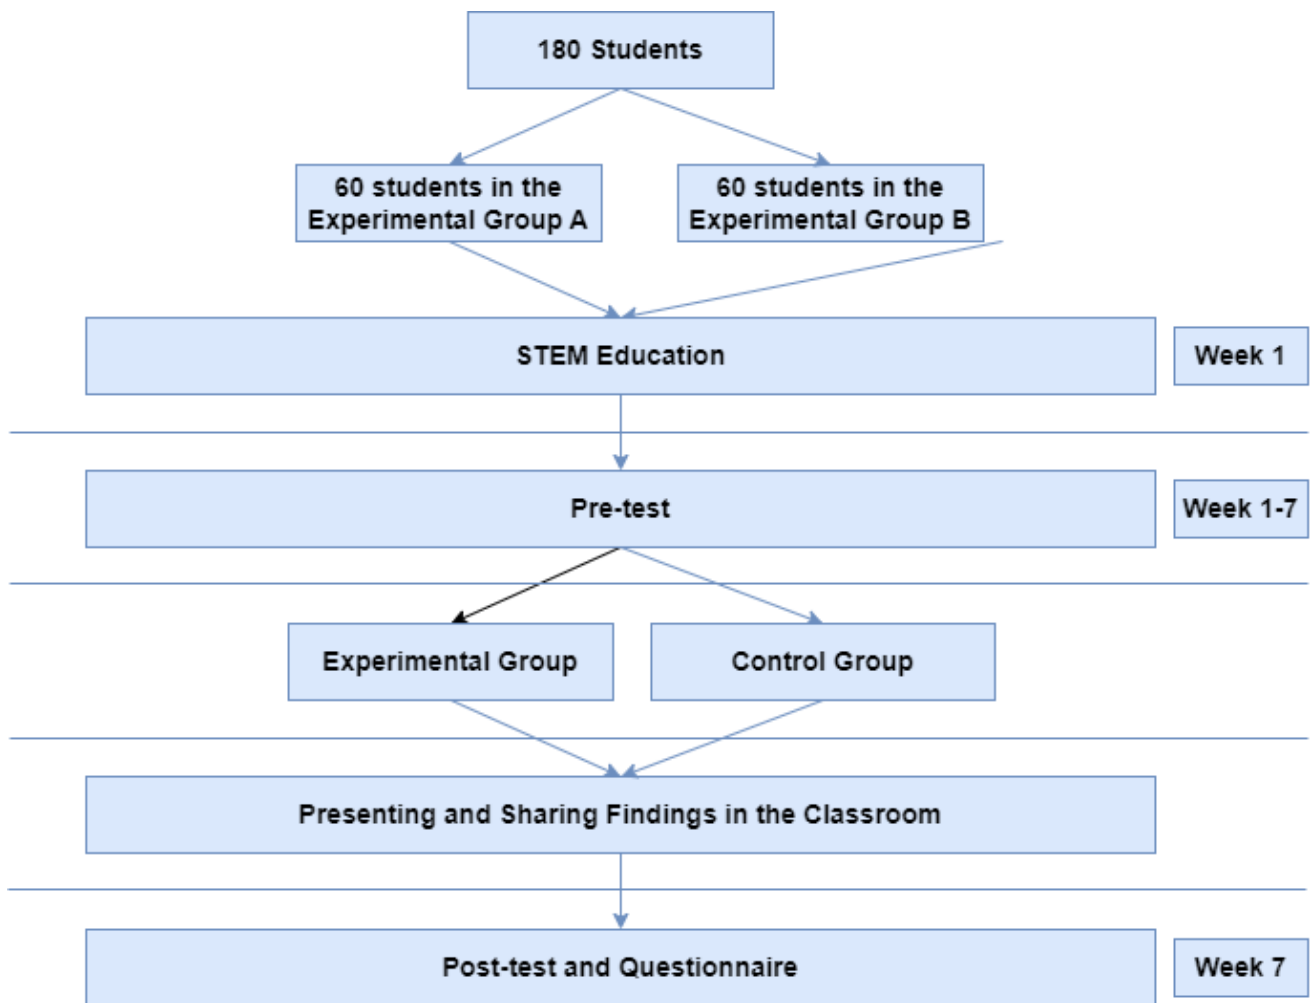 180 Students
60 students in the
Experimental Group A
60 students in the
Experimental Group B
STEM Education
Week 1
Pre-test
Week 1-7
Experimental Group
Control Group
Presenting and Sharing Findings in the Classroom
Post-test and Questionnaire
Week 7